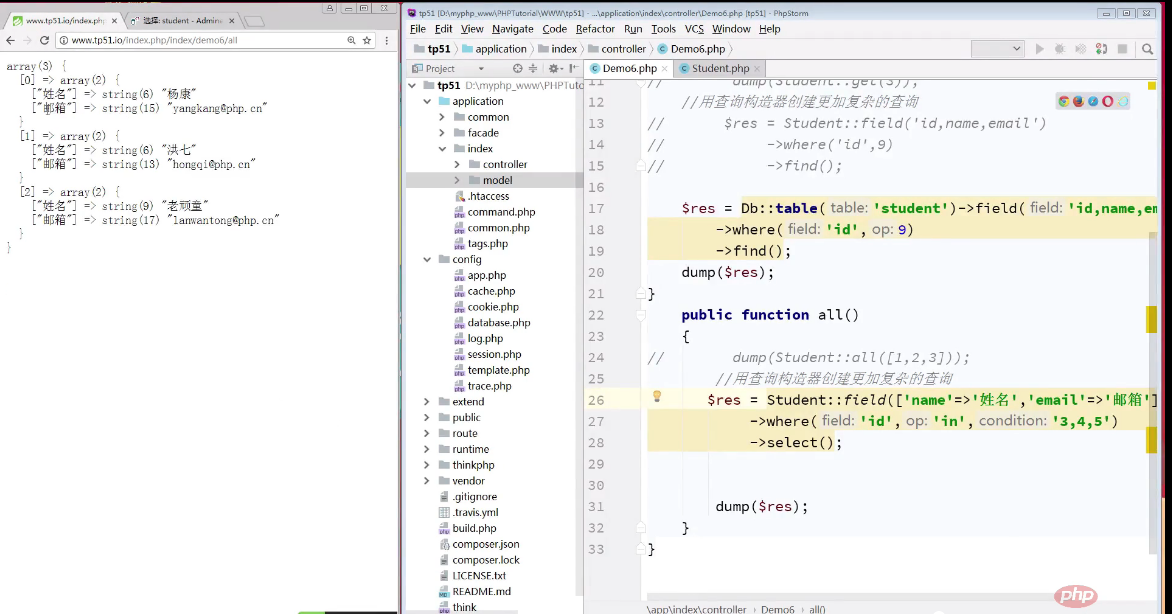 www.tp51.io/index.php
选择: student - Admine
www.tp51.io/index.php/index/demo6/all
array(3) {
[0] => array(2) {
["姓名"] => string(6) "杨康"
["邮箱"] => string(15) "yangkang@php.cn"
}
[1] => array(2) {
["姓名"] => string(6) "洪七"
["邮箱"] => string(13) "hongqi@php.cn"
}
[2] => array(2) {
["姓名"] => string(9) "老顽童"
["邮箱"] => string(17) "lanwantong@php.cn"
}
}
tp51 [D:\myphp_www\PHPTutorial\WWW\tp51] - ...\application\index\controller\Demo6.php [tp51] - PhpStorm
File Edit View Navigate Code Refactor Run Tools VCS Window Help
tp51 application index controller Demo6.php
Project
Demo6.php
Student.php
tp51 D:\myphp_www\PHPTuto
application
common
facade
index
controller
model
.htaccess
command.php
common.php
tags.php
config
app.php
cache.php
cookie.php
database.php
log.php
session.php
template.php
trace.php
extend
public
route
runtime
thinkphp
vendor
.gitignore
.travis.yml
build.php
composer.json
composer.lock
LICENSE.txt
README.md
think
11 // dump(Student::get(3));
12 //用查询构造器创建更加复杂的查询
13 // $res = Student::field('id,name,email')
14 // ->where('id',9)
15 // ->find();
16
17 $res = Db::table( table: 'student')->field( field: 'id,name,em
18 ->where( field: 'id', op: 9)
19 ->find();
20 dump($res);
21 }
22 public function all()
23 {
24 // dump(Student::all([1,2,3]));
25 //用查询构造器创建更加复杂的查询
26 $res = Student::field(['name'=>'姓名','email'=>'邮箱']
27 ->where( field: 'id', op: 'in', condition: '3,4,5')
28 ->select();
29
30
31 dump($res);
32 }
33 }
\app\index\controller › Demo6 › all()
php